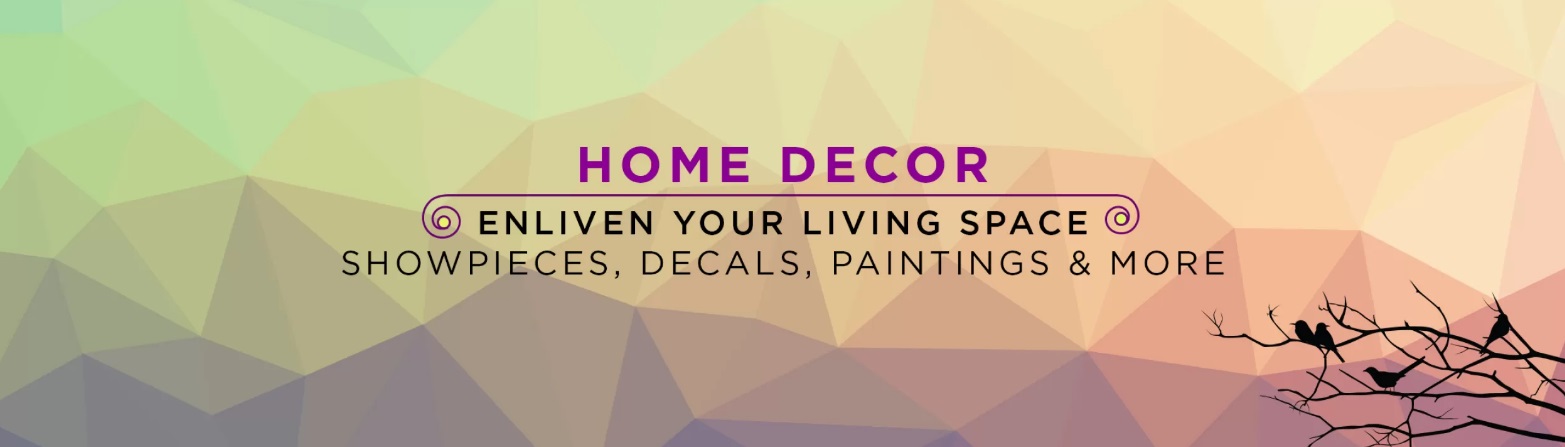 HOME DECOR
ENLIVEN YOUR LIVING SPACE
SHOWPIECES, DECALS, PAINTINGS & MORE